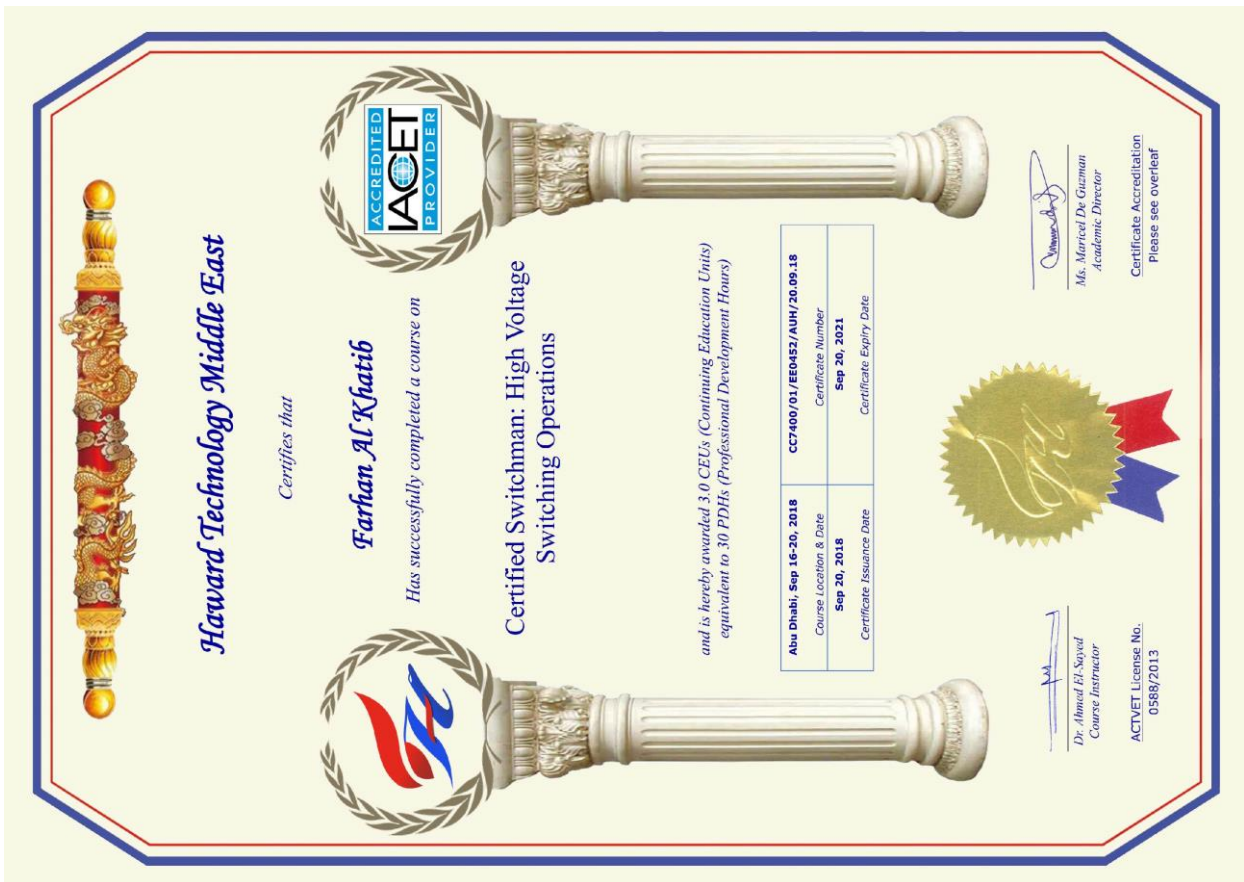 Haward Technology Middle East
Certifies that
Farhan Al Khatib
Has successfully completed a course on
Certified Switchman: High Voltage
Switching Operations
and is hereby awarded 3.0 CEUs (Continuing Education Units)
equivalent to 30 PDHs (Professional Development Hours)
Abu Dhabi, Sep 16-20, 2018
Course Location & Date
CC7400/01/EE0452/AUH/20.09.18
Certificate Number
Sep 20, 2018
Certificate Issuance Date
Sep 20, 2021
Certificate Expiry Date
Dr. Ahmed El-Sayed
Course Instructor
ACTVET License No.
0588/2013
Ms. Maricel De Guzman
Academic Director
Certificate Accreditation
Please see overleaf
ACCREDITED
IACET
PROVIDER